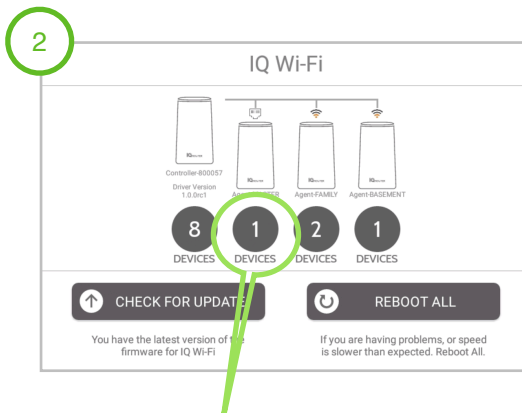 2
IQ Wi-Fi
Controller-800057
Driver Version
1.0.0rc1
Agent-FAMILY
Agent-BASEMENT
8
1
2
1
DEVICES
DEVICES
DEVICES
DEVICES
CHECK FOR UPDATE
REBOOT ALL
You have the latest version of the
firmware for IQ Wi-Fi
If you are having problems, or speed
is slower than expected. Reboot All.